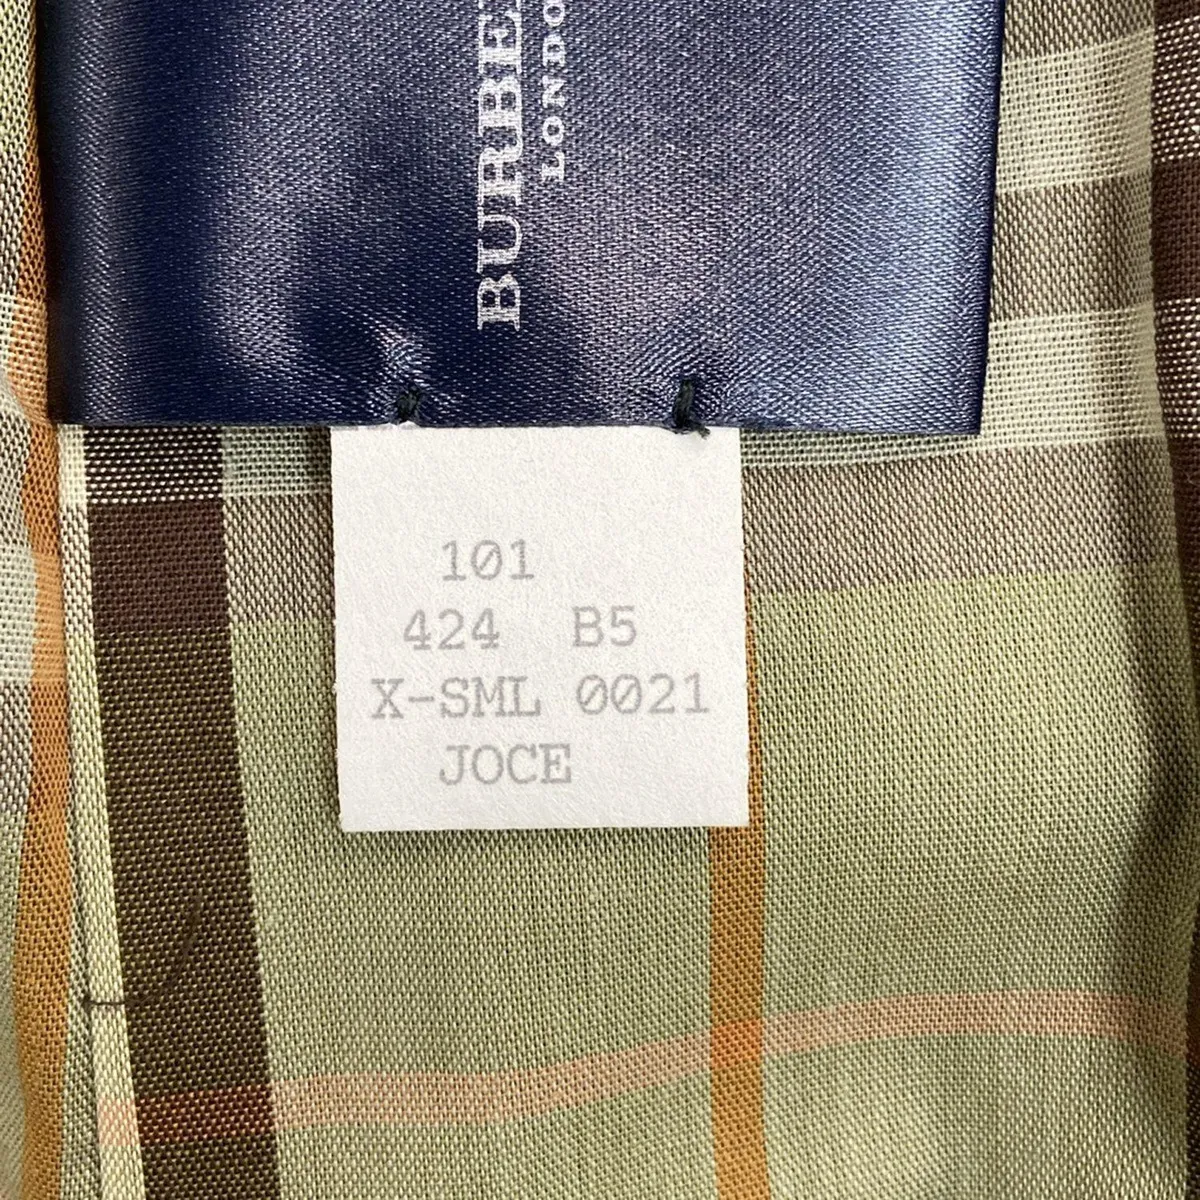 BURBE
LONDO
101
424 B5
X-SML 0021
JOCE